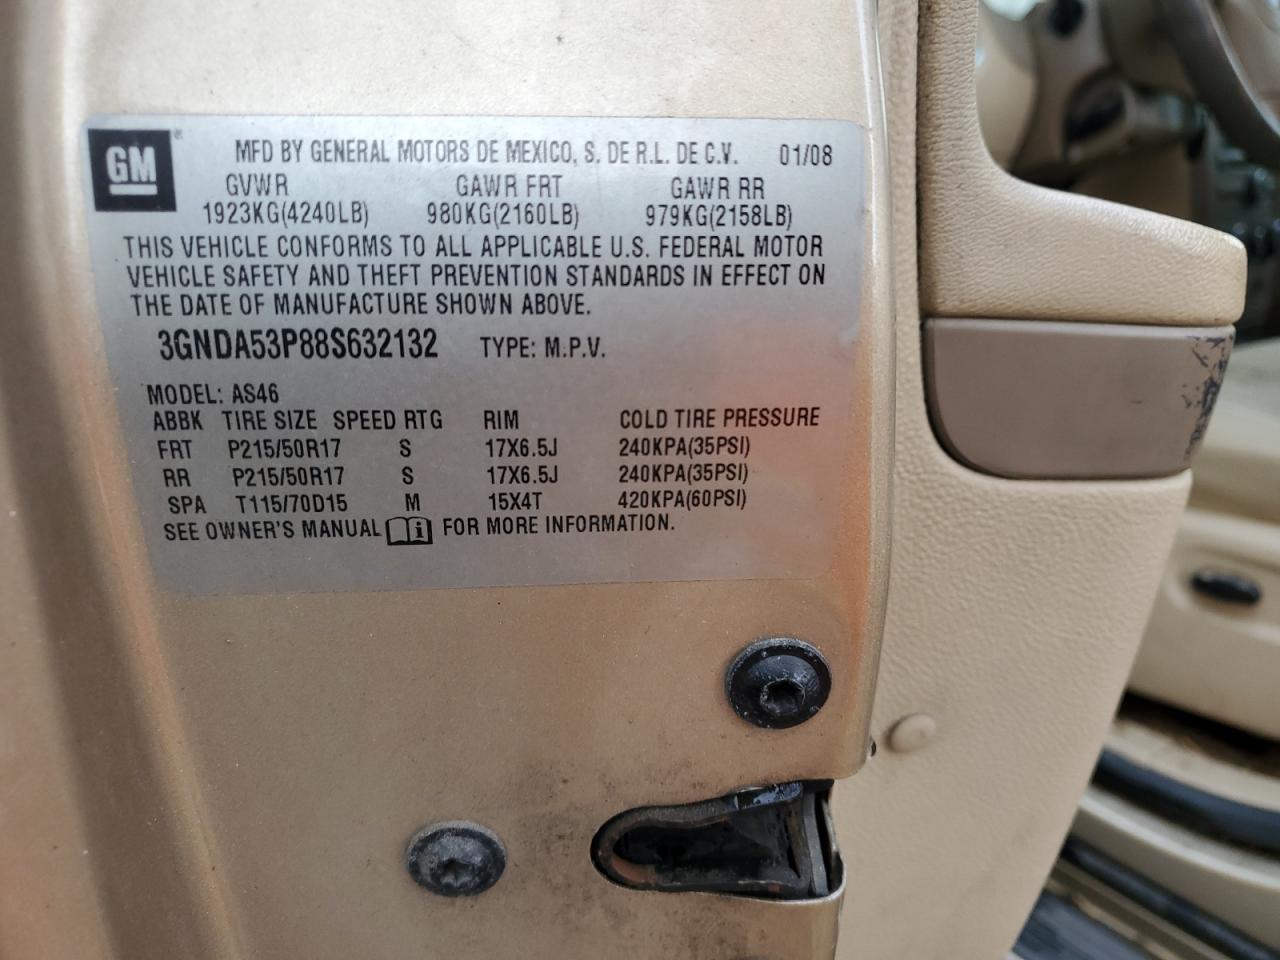 GM
MFD BY GENERAL MOTORS DE MEXICO, S. DE R.L. DE C.V. 01/08
GVWR GAWR FRT GAWR RR
1923KG(4240LB) 980KG(2160LB) 979KG(2158LB)
THIS VEHICLE CONFORMS TO ALL APPLICABLE U.S. FEDERAL MOTOR
VEHICLE SAFETY AND THEFT PREVENTION STANDARDS IN EFFECT ON
THE DATE OF MANUFACTURE SHOWN ABOVE.
3GNDA53P88S632132 TYPE: M.P.V.
MODEL: AS46
ABBK TIRE SIZE SPEED RTG RIM COLD TIRE PRESSURE
FRT P215/50R17 S 17X6.5J 240KPA(35PSI)
RR P215/50R17 S 17X6.5J 240KPA(35PSI)
SPA T115/70D15 M 15X4T 420KPA(60PSI)
SEE OWNER'S MANUAL i FOR MORE INFORMATION.